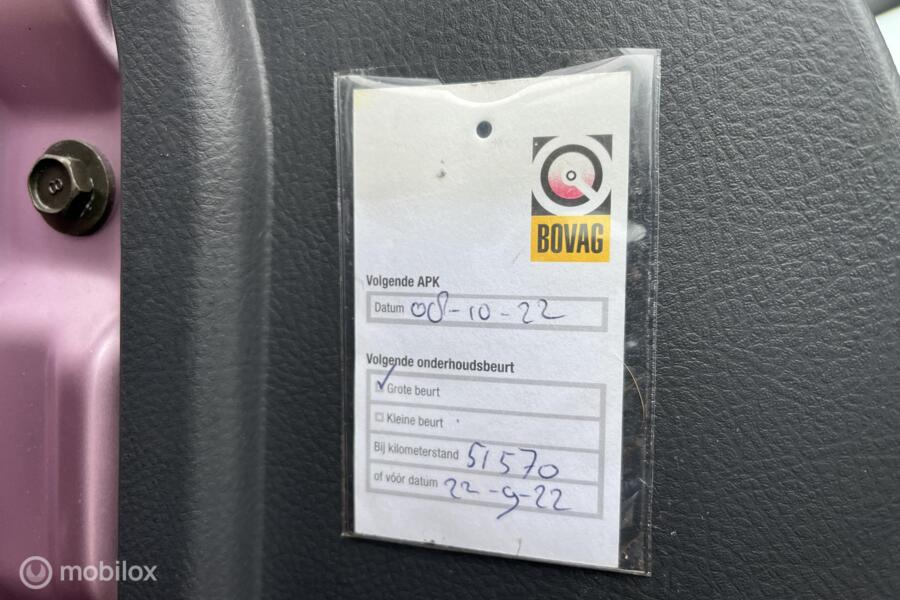 BOVAG
Volgende APK
Datum 08-10-22
Volgende onderhoudsbeurt
Grote beurt
Kleine beurt
Bij kilometerstand 51570
of vóór datum 22-9-22
8
mobilox